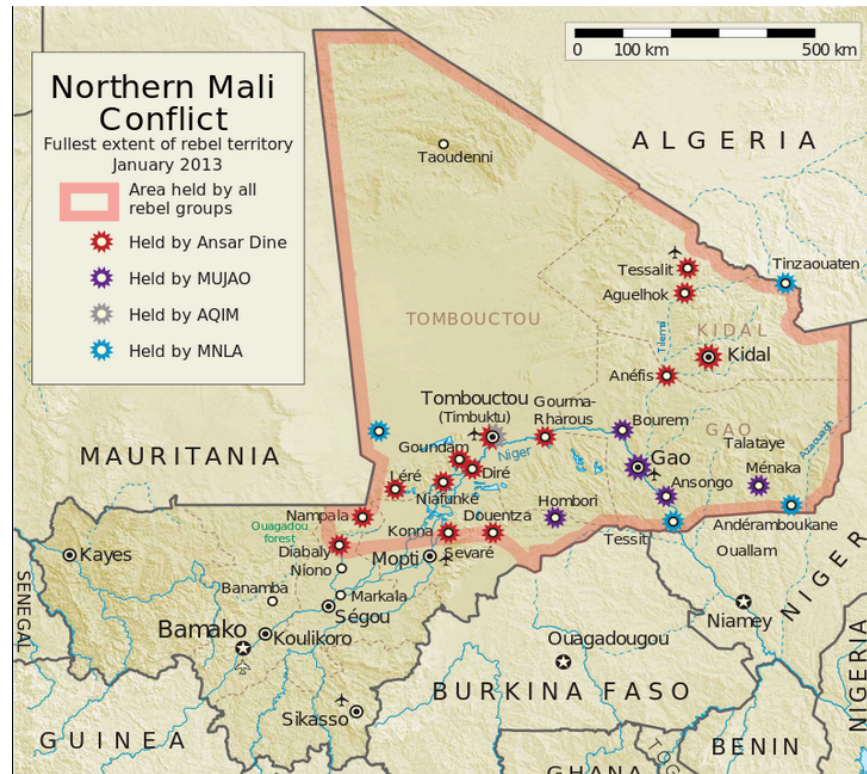 Northern Mali
Conflict
Fullest extent of rebel territory
January 2013
Area held by all
rebel groups
Held by Ansar Dine
Held by MUJAO
Held by AQIM
Held by MNLA
0 100 km 500 km
ALGERIA
Taoudenni
Tessalit
Tinzaouaten
Aguelhok
TOMBOUCTOU
KIDAL
Tilemsi
Kidal
Anéfis
Tombouctou
(Timbuktu)
Gourma-
Rharous
Bourem
GAO
Talataye
Azaouagh
MAURITANIA
Goundam
Niger
Gao
Diré
Ménaka
Léré
Niafunké
Ansongo
Nampala
Hombori
Andéramboukane
Ouagadou
forest
Konna
Douentza
Tessit
Diabaly
Kayes
Niono
Mopti
Sevaré
Ouallam
SENEGAL
Banamba
Markala
Ségou
NIGER
Niamey
Bamako
Koulikoro
Ouagadougou
BURKINA FASO
Sikasso
GUINEA
BENIN
NIGERIA
TOGO
GHANA